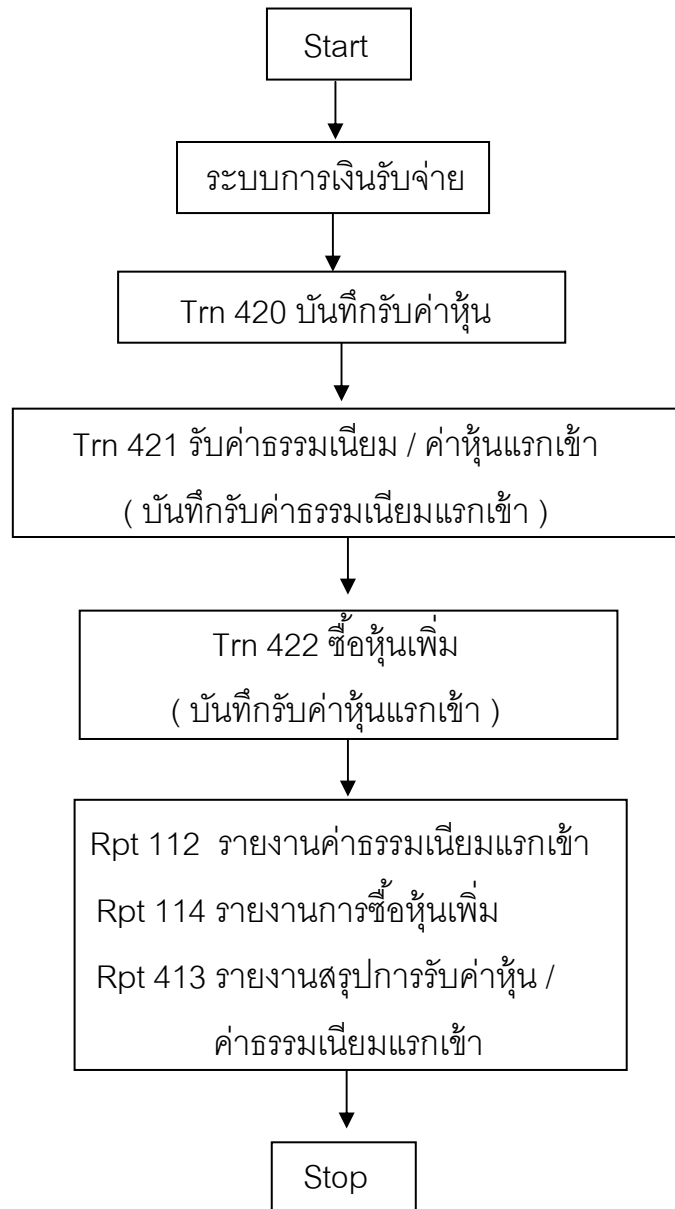 Start
ระบบการเงินรับจ่าย
Trn 420 บันทึกรับค่าหุ้น
Trn 421 รับค่าธรรมเนียม / ค่าหุ้นแรกเข้า
( บันทึกรับค่าธรรมเนียมแรกเข้า )
Trn 422 ซื้อหุ้นเพิ่ม
( บันทึกรับค่าหุ้นแรกเข้า )
Rpt 112 รายงานค่าธรรมเนียมแรกเข้า
Rpt 114 รายงานการซื้อหุ้นเพิ่ม
Rpt 413 รายงานสรุปการรับค่าหุ้น /
ค่าธรรมเนียมแรกเข้า
Stop